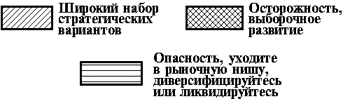 Широкий набор
стратегических
вариантов
Осторожность,
выборочное
развитие
Опасность, уходите
в рыночную нишу,
диверсифицируйтесь
или ликвидируйтесь